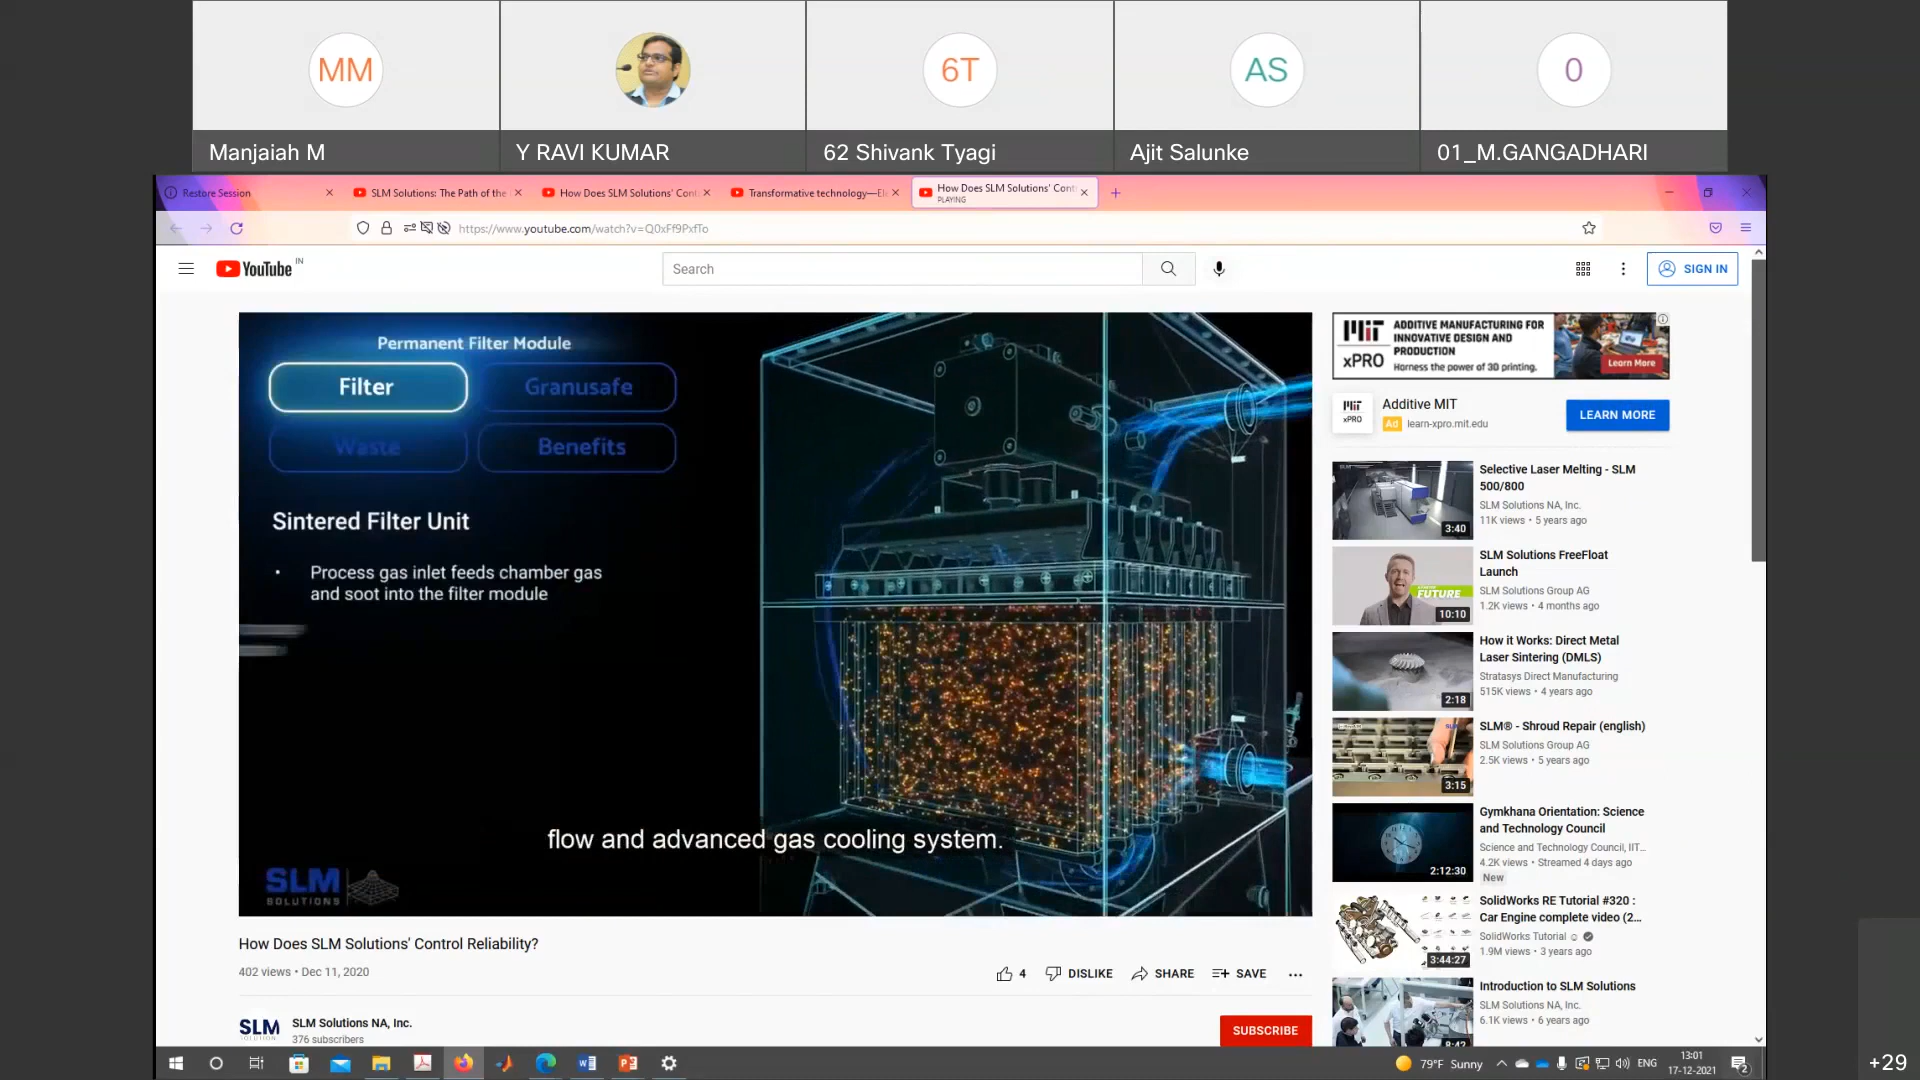 MM
6T
AS
0
Manjaiah M
Y RAVI KUMAR
62 Shivank Tyagi
Ajit Salunke
01_M.GANGADHARI
Restore Session
SLM Solutions: The Path of the
How Does SLM Solutions' Cont
Transformative technology—Ele
How Does SLM Solutions' Cont
PLAYING
https://www.youtube.com/watch?v=Q0xFf9PxfTo
YouTube IN
Search
SIGN IN
Permanent Filter Module
Filter
Granusafe
Waste
Benefits
Sintered Filter Unit
• Process gas inlet feeds chamber gas
and soot into the filter module
flow and advanced gas cooling system.
SLM
SOLUTIONS
How Does SLM Solutions' Control Reliability?
402 views • Dec 11, 2020
4
DISLIKE
SHARE
SAVE
SLM
SLM Solutions NA, Inc.
376 subscribers
SUBSCRIBE
MIT
xPRO
ADDITIVE MANUFACTURING FOR
INNOVATIVE DESIGN AND
PRODUCTION
Harness the power of 3D printing.
Learn More
MIT
xPRO
Additive MIT
Ad learn-xpro.mit.edu
LEARN MORE
Selective Laser Melting - SLM
500/800
SLM Solutions NA, Inc.
11K views • 5 years ago
3:40
SLM Solutions FreeFloat
Launch
SLM Solutions Group AG
1.2K views • 4 months ago
FUTURE
10:10
How it Works: Direct Metal
Laser Sintering (DMLS)
Stratasys Direct Manufacturing
515K views • 4 years ago
2:18
SLM® - Shroud Repair (english)
SLM Solutions Group AG
2.5K views • 5 years ago
3:15
Gymkhana Orientation: Science
and Technology Council
Science and Technology Council, IIT...
4.2K views • Streamed 4 days ago
New
2:12:30
SolidWorks RE Tutorial #320 :
Car Engine complete video (2...
SolidWorks Tutorial
1.9M views • 3 years ago
3:44:27
Introduction to SLM Solutions
SLM Solutions NA, Inc.
6.1K views • 6 years ago
8:42
79°F Sunny
ENG
13:01
17-12-2021
2
+29